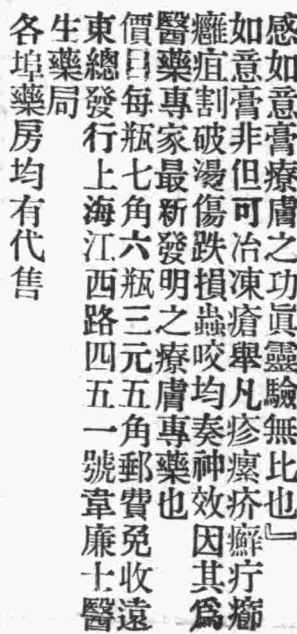 感如意膏療膚之功眞靈驗無比也』
如意膏非但可治凍瘡舉凡疹瘰疥癬疔癤
癰疽割破湯傷跌損蟲咬均奏神效因其爲
醫藥專家最新發明之療膚專藥也
價目每瓶七角六瓶三元五角郵費免收遠
東總發行上海江西路四五一號韋廉士醫
生藥局
各埠藥房均有代售